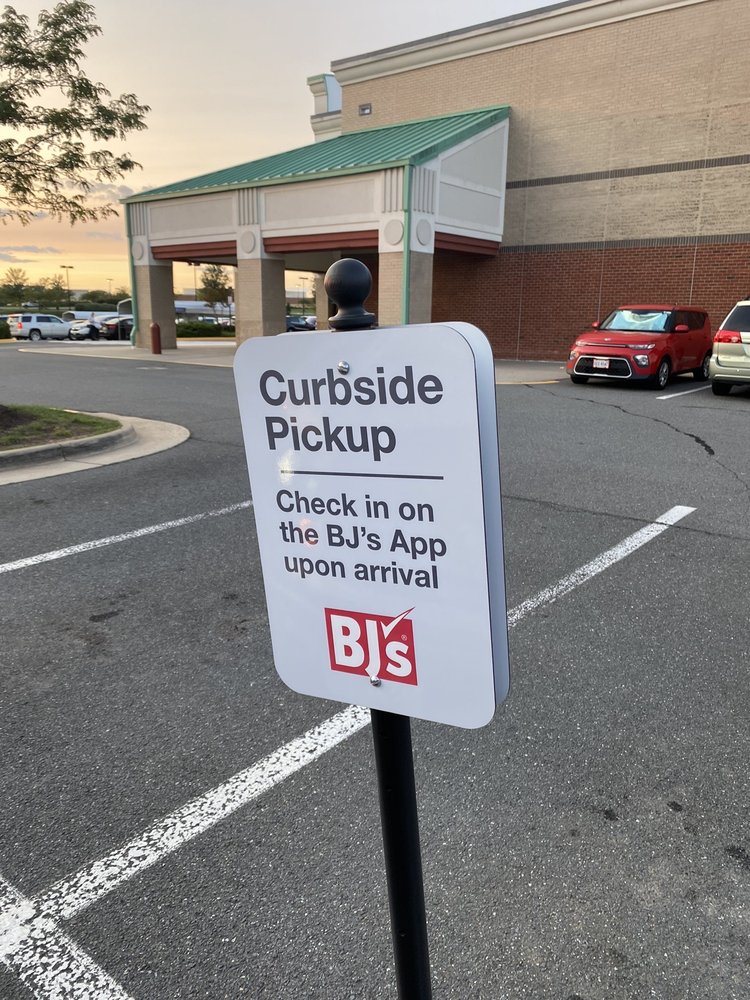 Curbside
Pickup
Check in on
the BJ's App
upon arrival
BJ's